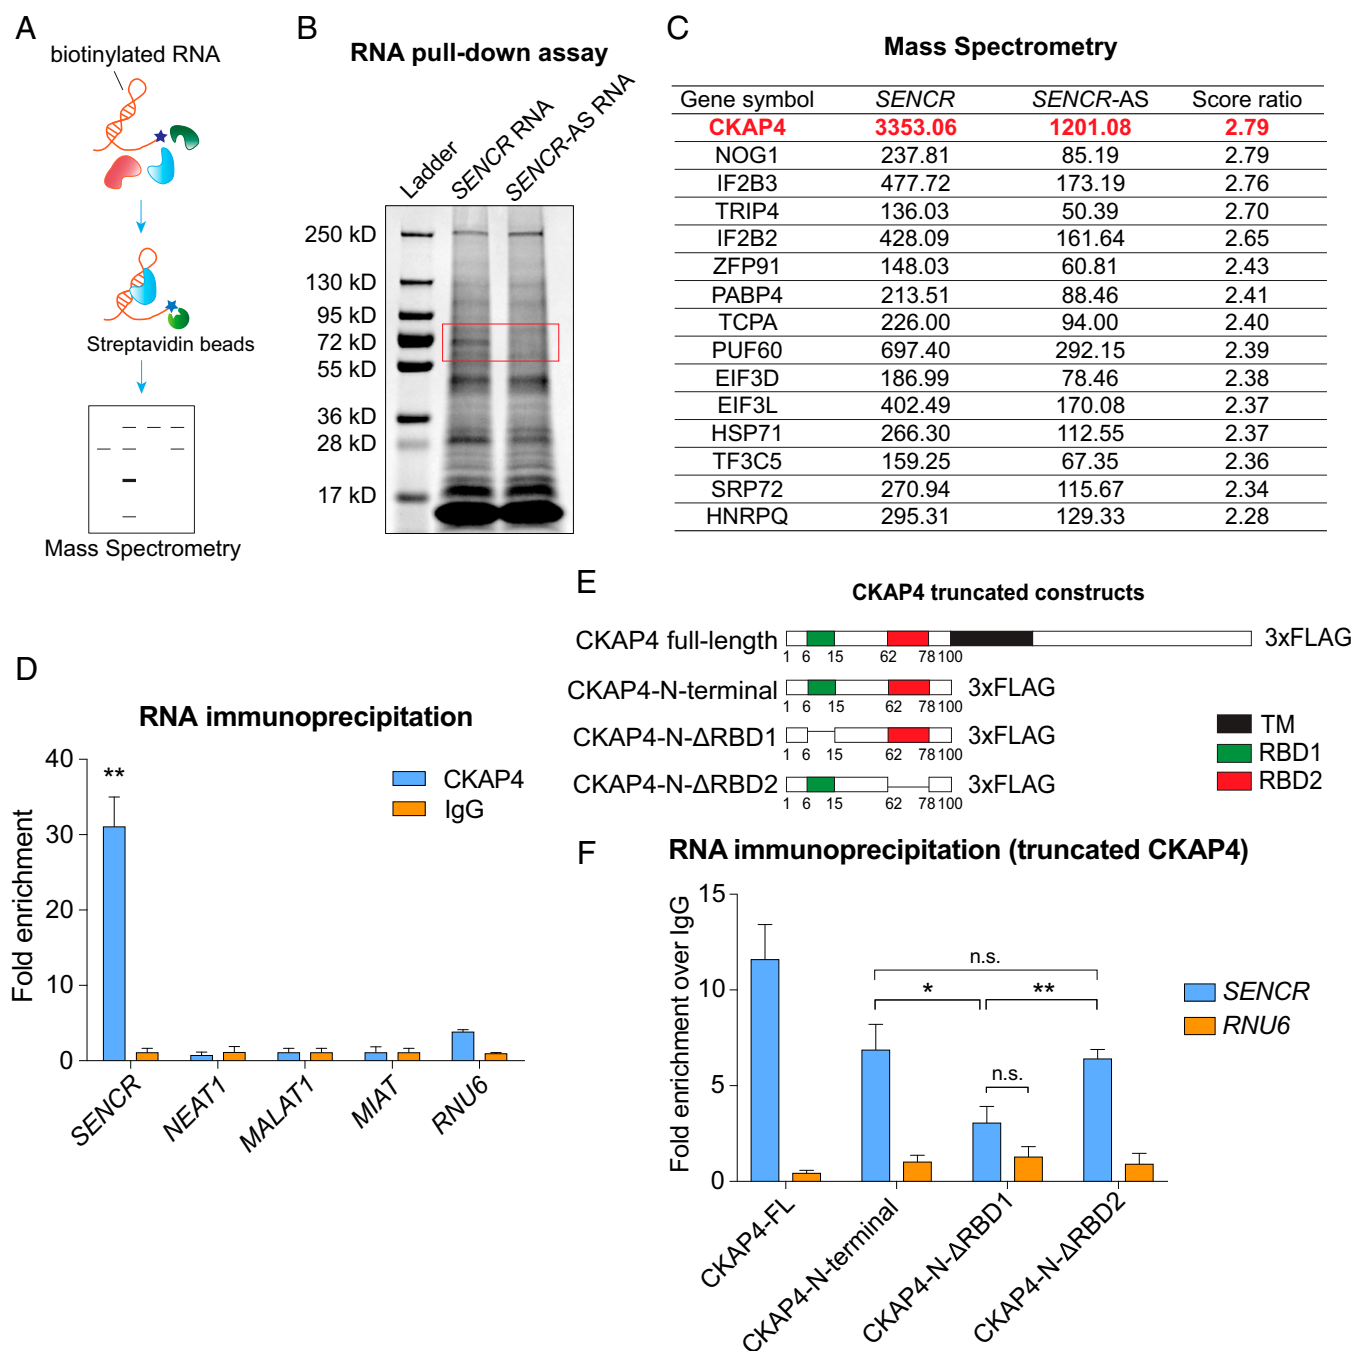 A
biotinylated RNA
Streptavidin beads
Mass Spectrometry
B
RNA pull-down assay
Ladder
SENCR RNA
SENCR-AS RNA
250 kD
130 kD
95 kD
72 kD
55 kD
36 kD
28 kD
17 kD
C
Mass Spectrometry
Gene symbol SENCR SENCR-AS Score ratio
CKAP4 3353.06 1201.08 2.79
NOG1 237.81 85.19 2.79
IF2B3 477.72 173.19 2.76
TRIP4 136.03 50.39 2.70
IF2B2 428.09 161.64 2.65
ZFP91 148.03 60.81 2.43
PABP4 213.51 88.46 2.41
TCPA 226.00 94.00 2.40
PUF60 697.40 292.15 2.39
EIF3D 186.99 78.46 2.38
EIF3L 402.49 170.08 2.37
HSP71 266.30 112.55 2.37
TF3C5 159.25 67.35 2.36
SRP72 270.94 115.67 2.34
HNRPQ 295.31 129.33 2.28
D
RNA immunoprecipitation
Fold enrichment
40
30
20
10
0
**
CKAP4
IgG
SENCR
NEAT1
MALAT1
MIAT
RNU6
E
CKAP4 truncated constructs
CKAP4 full-length 3xFLAG
1 6 15 62 78 100
CKAP4-N-terminal 3xFLAG
1 6 15 62 78 100
CKAP4-N-ΔRBD1 3xFLAG
1 6 15 62 78 100
CKAP4-N-ΔRBD2 3xFLAG
1 6 15 62 78 100
TM
RBD1
RBD2
F
RNA immunoprecipitation (truncated CKAP4)
Fold enrichment over IgG
15
10
5
0
n.s.
* **
n.s.
SENCR
RNU6
CKAP4-FL
CKAP4-N-terminal
CKAP4-N-ΔRBD1
CKAP4-N-ΔRBD2